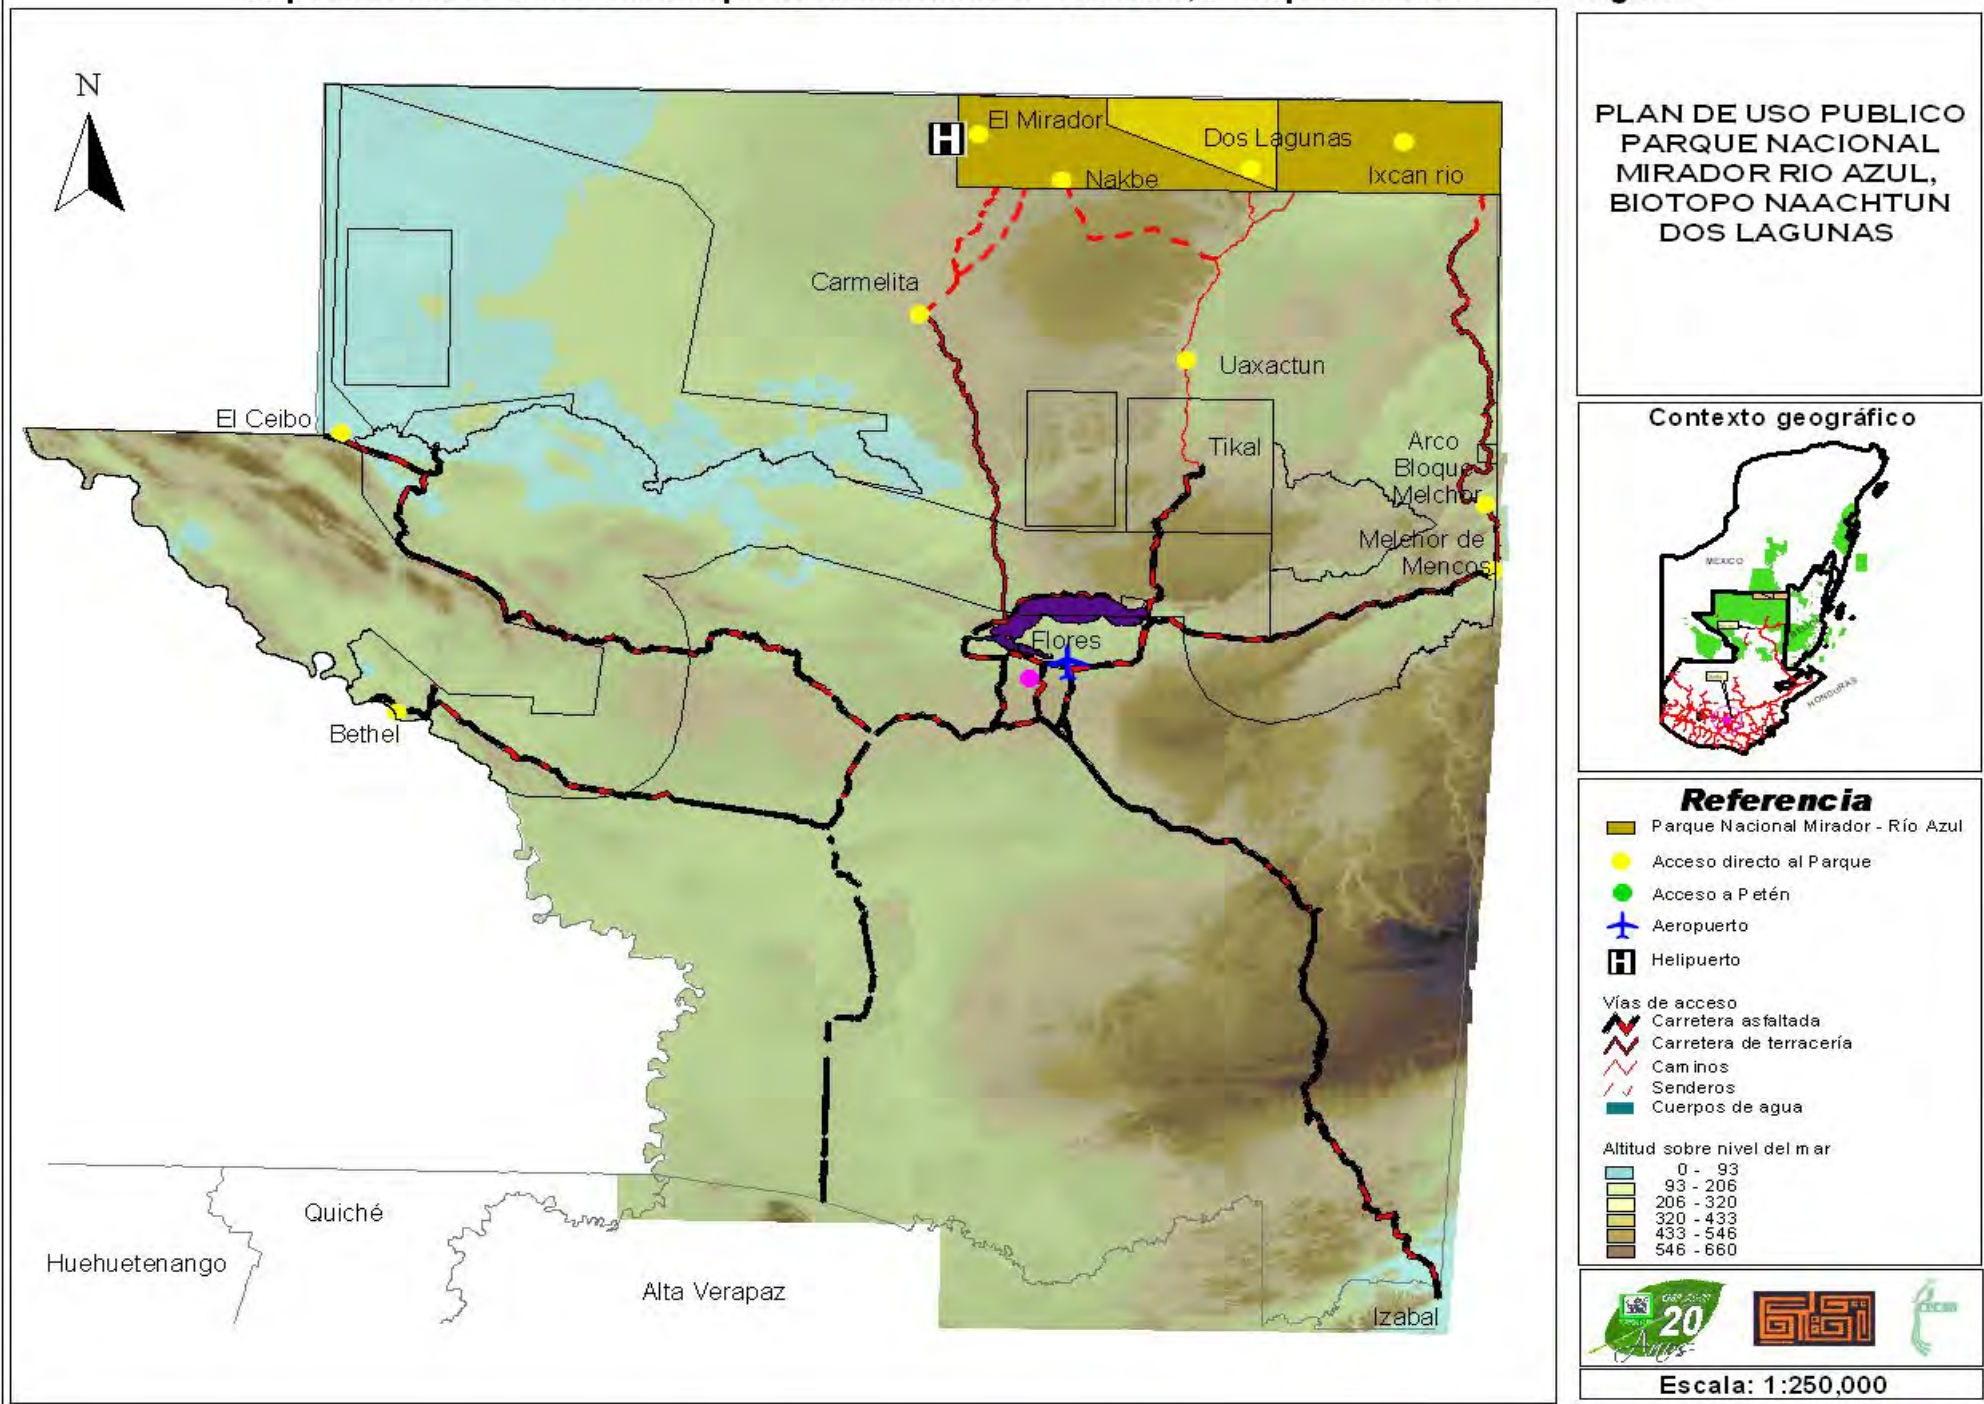 N
El Mirador
Dos Lagunas
Nakbe
Ixcan rio
Carmelita
Uaxactun
El Ceibo
Tikal
Arco
Bloque
Melchor
Melchor de
Mencos
Flores
Bethel
Quiché
Huehuetenango
Alta Verapaz
Izabal
PLAN DE USO PUBLICO
PARQUE NACIONAL
MIRADOR RIO AZUL,
BIOTOPO NAACHTUN
DOS LAGUNAS
Contexto geográfico
MEXICO
HONDURAS
Referencia
Parque Nacional Mirador - Río Azul
Acceso directo al Parque
Acceso a Petén
Aeropuerto
H Helipuerto
Vías de acceso
Carretera asfaltada
Carretera de terracería
Caminos
Senderos
Cuerpos de agua
Altitud sobre nivel del mar
0 - 93
93 - 206
206 - 320
320 - 433
433 - 546
546 - 660
20
Años
Escala: 1:250,000
H